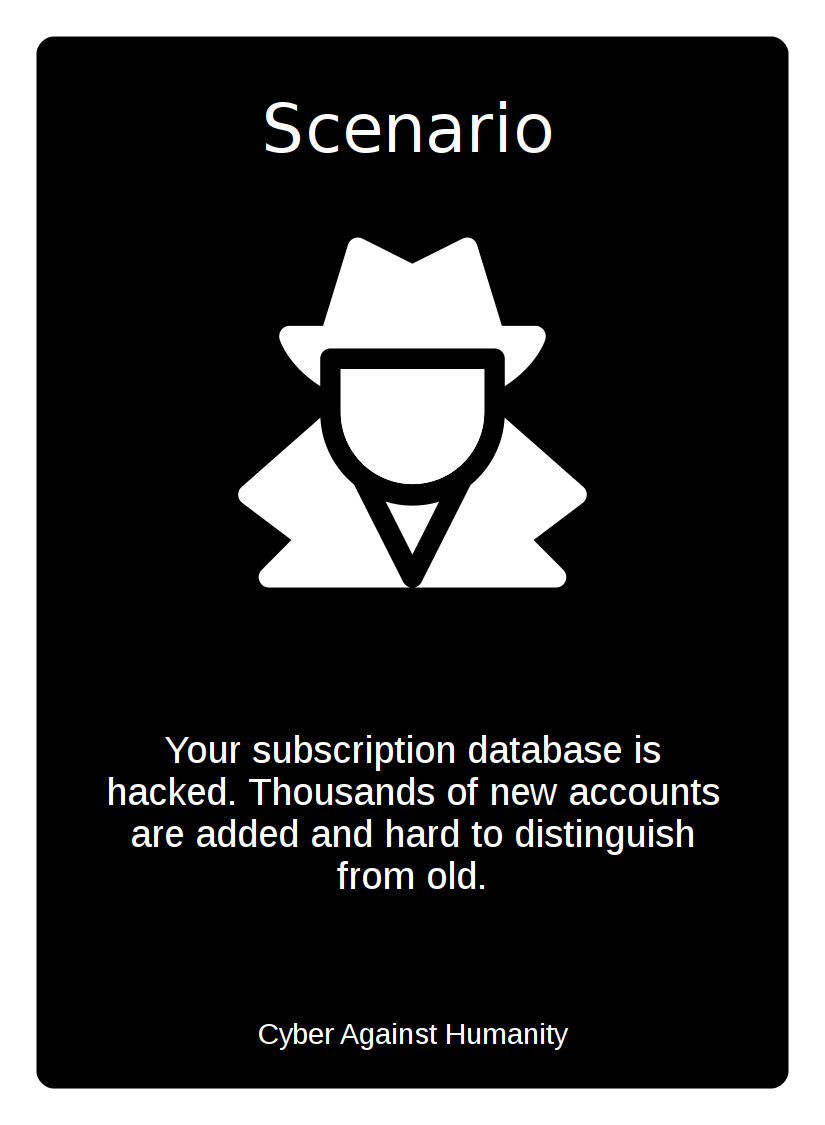 Scenario
Your subscription database is
hacked. Thousands of new accounts
are added and hard to distinguish
from old.
Cyber Against Humanity